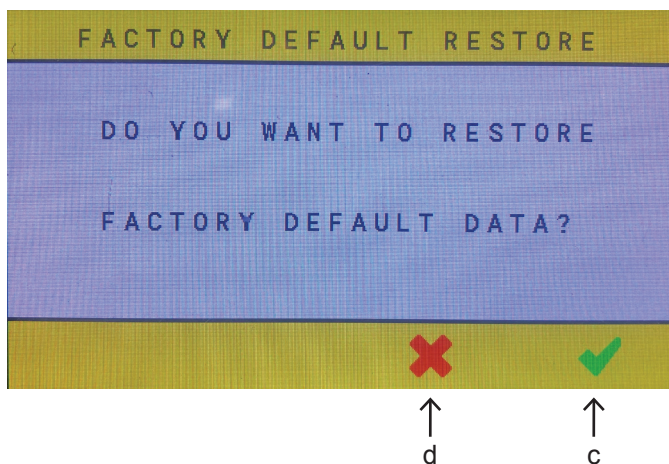 FACTORY DEFAULT RESTORE
DO YOU WANT TO RESTORE
FACTORY DEFAULT DATA?
d c